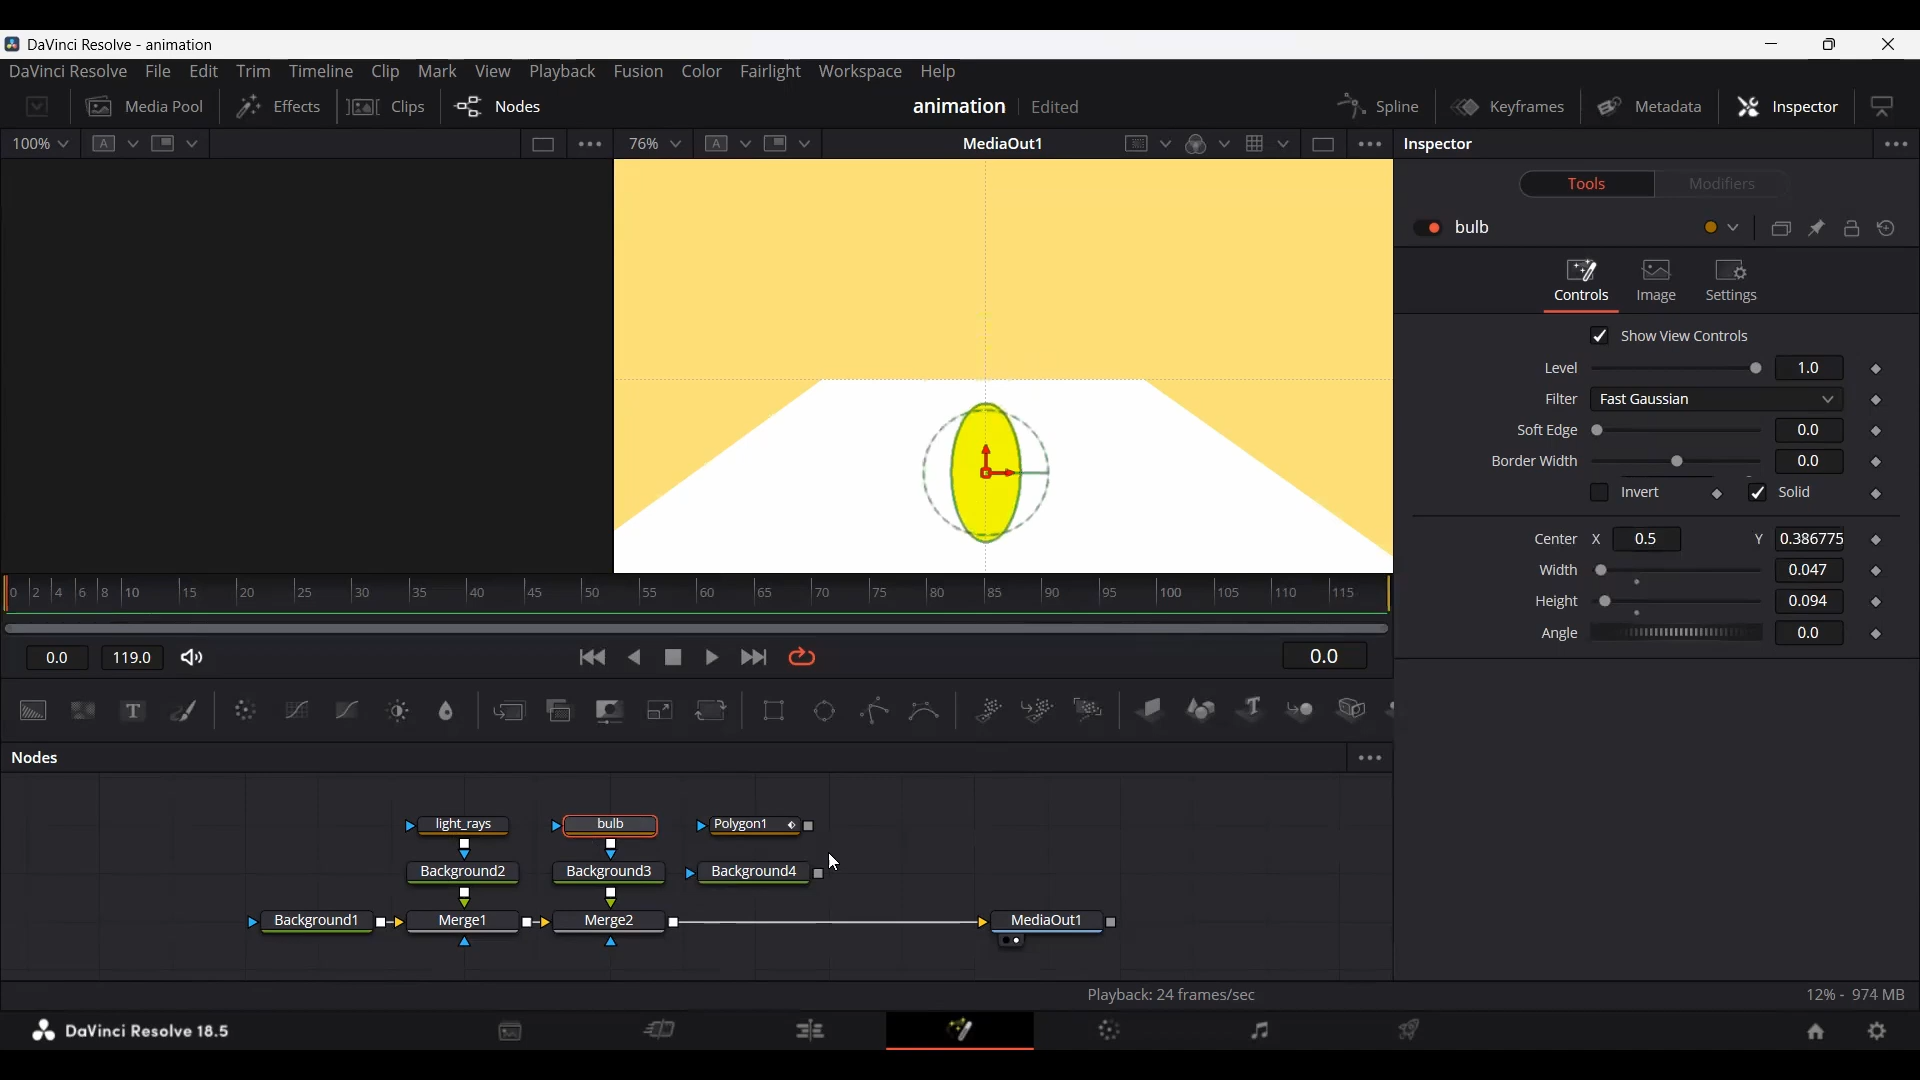 DaVinci Resolve - animation
DaVinci Resolve File Edit Trim Timeline Clip Mark View Playback Fusion Color Fairlight Workspace Help
Media Pool Effects Clips Nodes animation Edited Spline Keyframes Metadata Inspector
100% A 76% A MediaOut1 Inspector
Tools Modifiers
bulb
Controls Image Settings
Show View Controls
Level 1.0
Filter Fast Gaussian
Soft Edge 0.0
Border Width 0.0
Invert Solid
Center X 0.5 Y 0.386775
Width 0.047
Height 0.094
Angle 0.0
0 2 4 6 8 10 15 20 25 30 35 40 45 50 55 60 65 70 75 80 85 90 95 100 105 110 115
0.0 119.0 0.0
T
Nodes
light_rays bulb Polygon1
Background2 Background3 Background4
Background1 Merge1 Merge2 MediaOut1
Playback: 24 frames/sec 12% - 974 MB
DaVinci Resolve 18.5